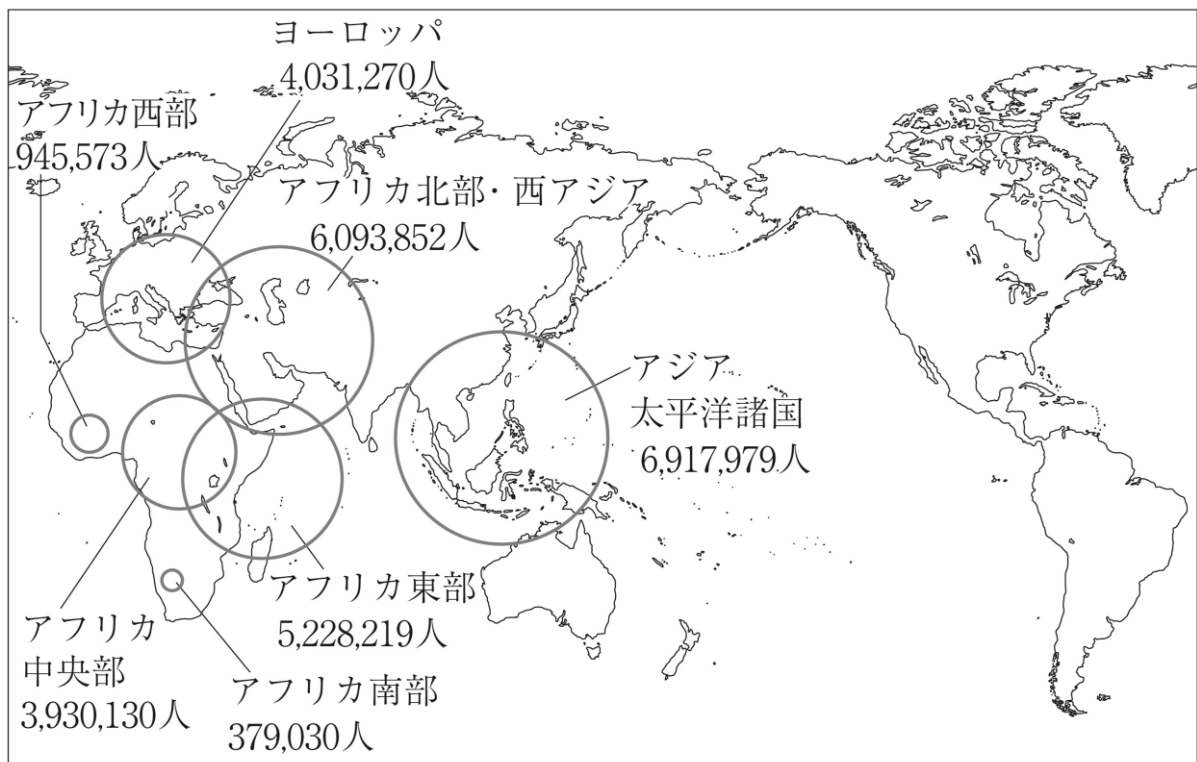 ヨーロッパ
4,031,270人
アフリカ西部
945,573人
アフリカ北部・西アジア
6,093,852人
アジア
太平洋諸国
6,917,979人
アフリカ東部
5,228,219人
アフリカ
中央部
3,930,130人
アフリカ南部
379,030人